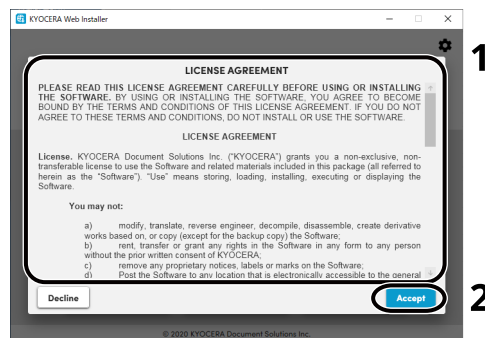 KYOCERA Web Installer
1
LICENSE AGREEMENT
PLEASE READ THIS LICENSE AGREEMENT CAREFULLY BEFORE USING OR INSTALLING
THE SOFTWARE. BY USING OR INSTALLING THE SOFTWARE, YOU AGREE TO BECOME
BOUND BY THE TERMS AND CONDITIONS OF THIS LICENSE AGREEMENT. IF YOU DO NOT
AGREE TO THESE TERMS AND CONDITIONS, DO NOT INSTALL OR USE THE SOFTWARE.
LICENSE AGREEMENT
License. KYOCERA Document Solutions Inc. ("KYOCERA") grants you a non-exclusive, non-
transferable license to use the Software and related materials included in this package (all referred to
herein as the "Software"). "Use" means storing, loading, installing, executing or displaying the
Software.
You may not:
a) modify, translate, reverse engineer, decompile, disassemble, create derivative
works based on, or copy (except for the backup copy) the Software;
b) rent, transfer or grant any rights in the Software in any form to any person
without the prior written consent of KYOCERA;
c) remove any proprietary notices, labels or marks on the Software;
d) Post the Software to any location that is electronically accessible to the general
Decline
Accept
2
© 2020 KYOCERA Document Solutions Inc.